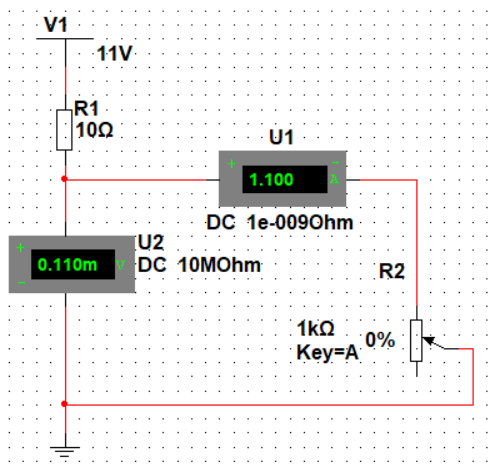 V1
11V
R1
10Ω
U1
+
-
1.100
A
DC 1e-009Ohm
+
U2
0.110m
V
DC 10MOhm
-
R2
1kΩ
0%
Key=A